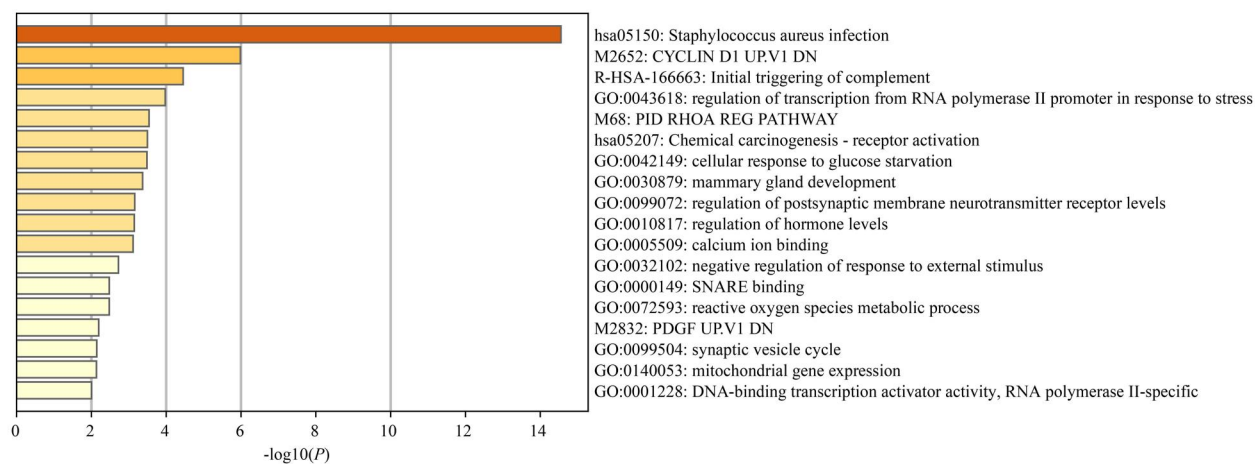 hsa05150: Staphylococcus aureus infection
M2652: CYCLIN D1 UP.V1 DN
R-HSA-166663: Initial triggering of complement
GO:0043618: regulation of transcription from RNA polymerase II promoter in response to stress
M68: PID RHOA REG PATHWAY
hsa05207: Chemical carcinogenesis - receptor activation
GO:0042149: cellular response to glucose starvation
GO:0030879: mammary gland development
GO:0099072: regulation of postsynaptic membrane neurotransmitter receptor levels
GO:0010817: regulation of hormone levels
GO:0005509: calcium ion binding
GO:0032102: negative regulation of response to external stimulus
GO:0000149: SNARE binding
GO:0072593: reactive oxygen species metabolic process
M2832: PDGF UP.V1 DN
GO:0099504: synaptic vesicle cycle
GO:0140053: mitochondrial gene expression
GO:0001228: DNA-binding transcription activator activity, RNA polymerase II-specific
0 2 4 6 8 10 12 14
-log10(P)